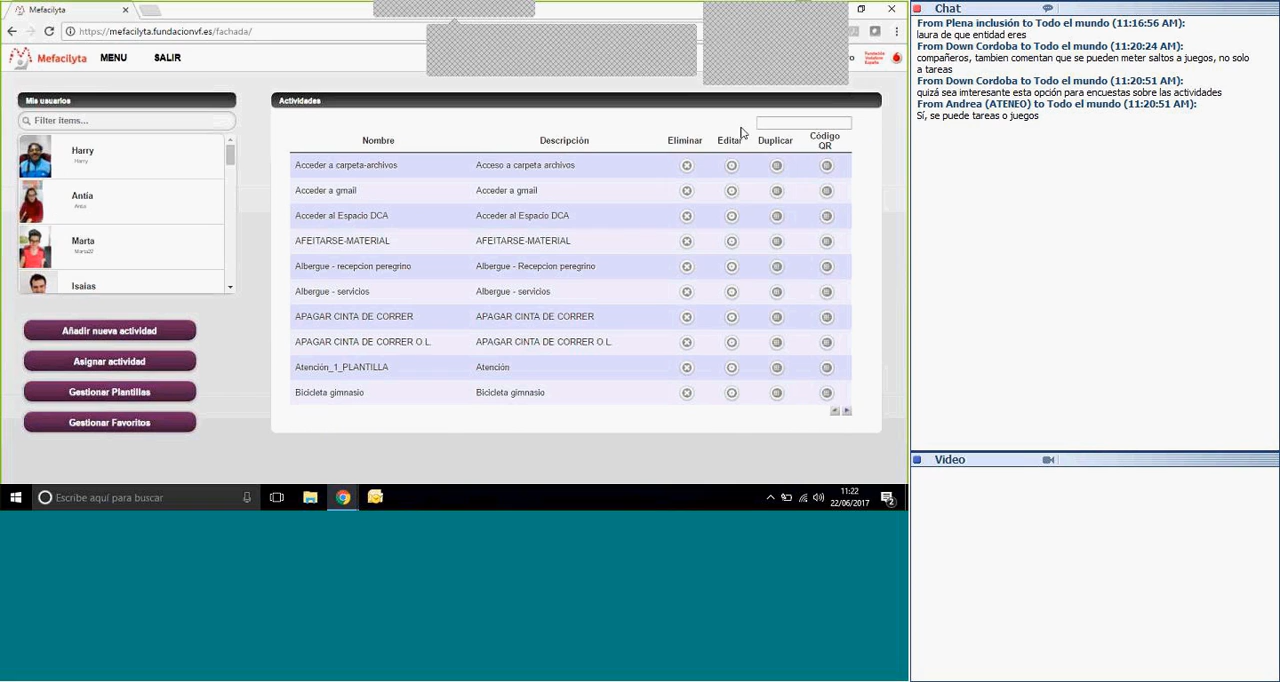 Mefacilyta
https://mefacilyta.fundacionvf.es/fachada/
Mefacilyta MENU SALIR
Mis usuarios
Filter items...
Harry
Harry
Antía
Marta
Isaias
Añadir nueva actividad
Asignar actividad
Gestionar Plantillas
Gestionar Favoritos
Actividades
Nombre Descripción Eliminar Editar Duplicar Código QR
Acceder a carpeta-archivos Acceso a carpeta archivos
Acceder a gmail Acceder a gmail
Acceder al Espacio DCA Acceder al Espacio DCA
AFEITARSE-MATERIAL AFEITARSE-MATERIAL
Albergue - recepcion peregrino Albergue - Recepcion peregrino
Albergue - servicios Albergue - servicios
APAGAR CINTA DE CORRER APAGAR CINTA DE CORRER
APAGAR CINTA DE CORRER O.L. APAGAR CINTA DE CORRER O.L.
Atención_1_PLANTILLA Atención
Bicicleta gimnasio Bicicleta gimnasio
Escribe aquí para buscar
11:22
22/06/2017
2
Chat
From Plena inclusión to Todo el mundo (11:16:56 AM):
laura de que entidad eres
From Down Cordoba to Todo el mundo (11:20:24 AM):
compañeros, tambien comentan que se pueden meter saltos a juegos, no solo
a tareas
From Down Cordoba to Todo el mundo (11:20:51 AM):
quizá sea interesante esta opción para encuestas sobre las actividades
From Andrea (ATENEO) to Todo el mundo (11:20:51 AM):
Sí, se puede tareas o juegos
Video